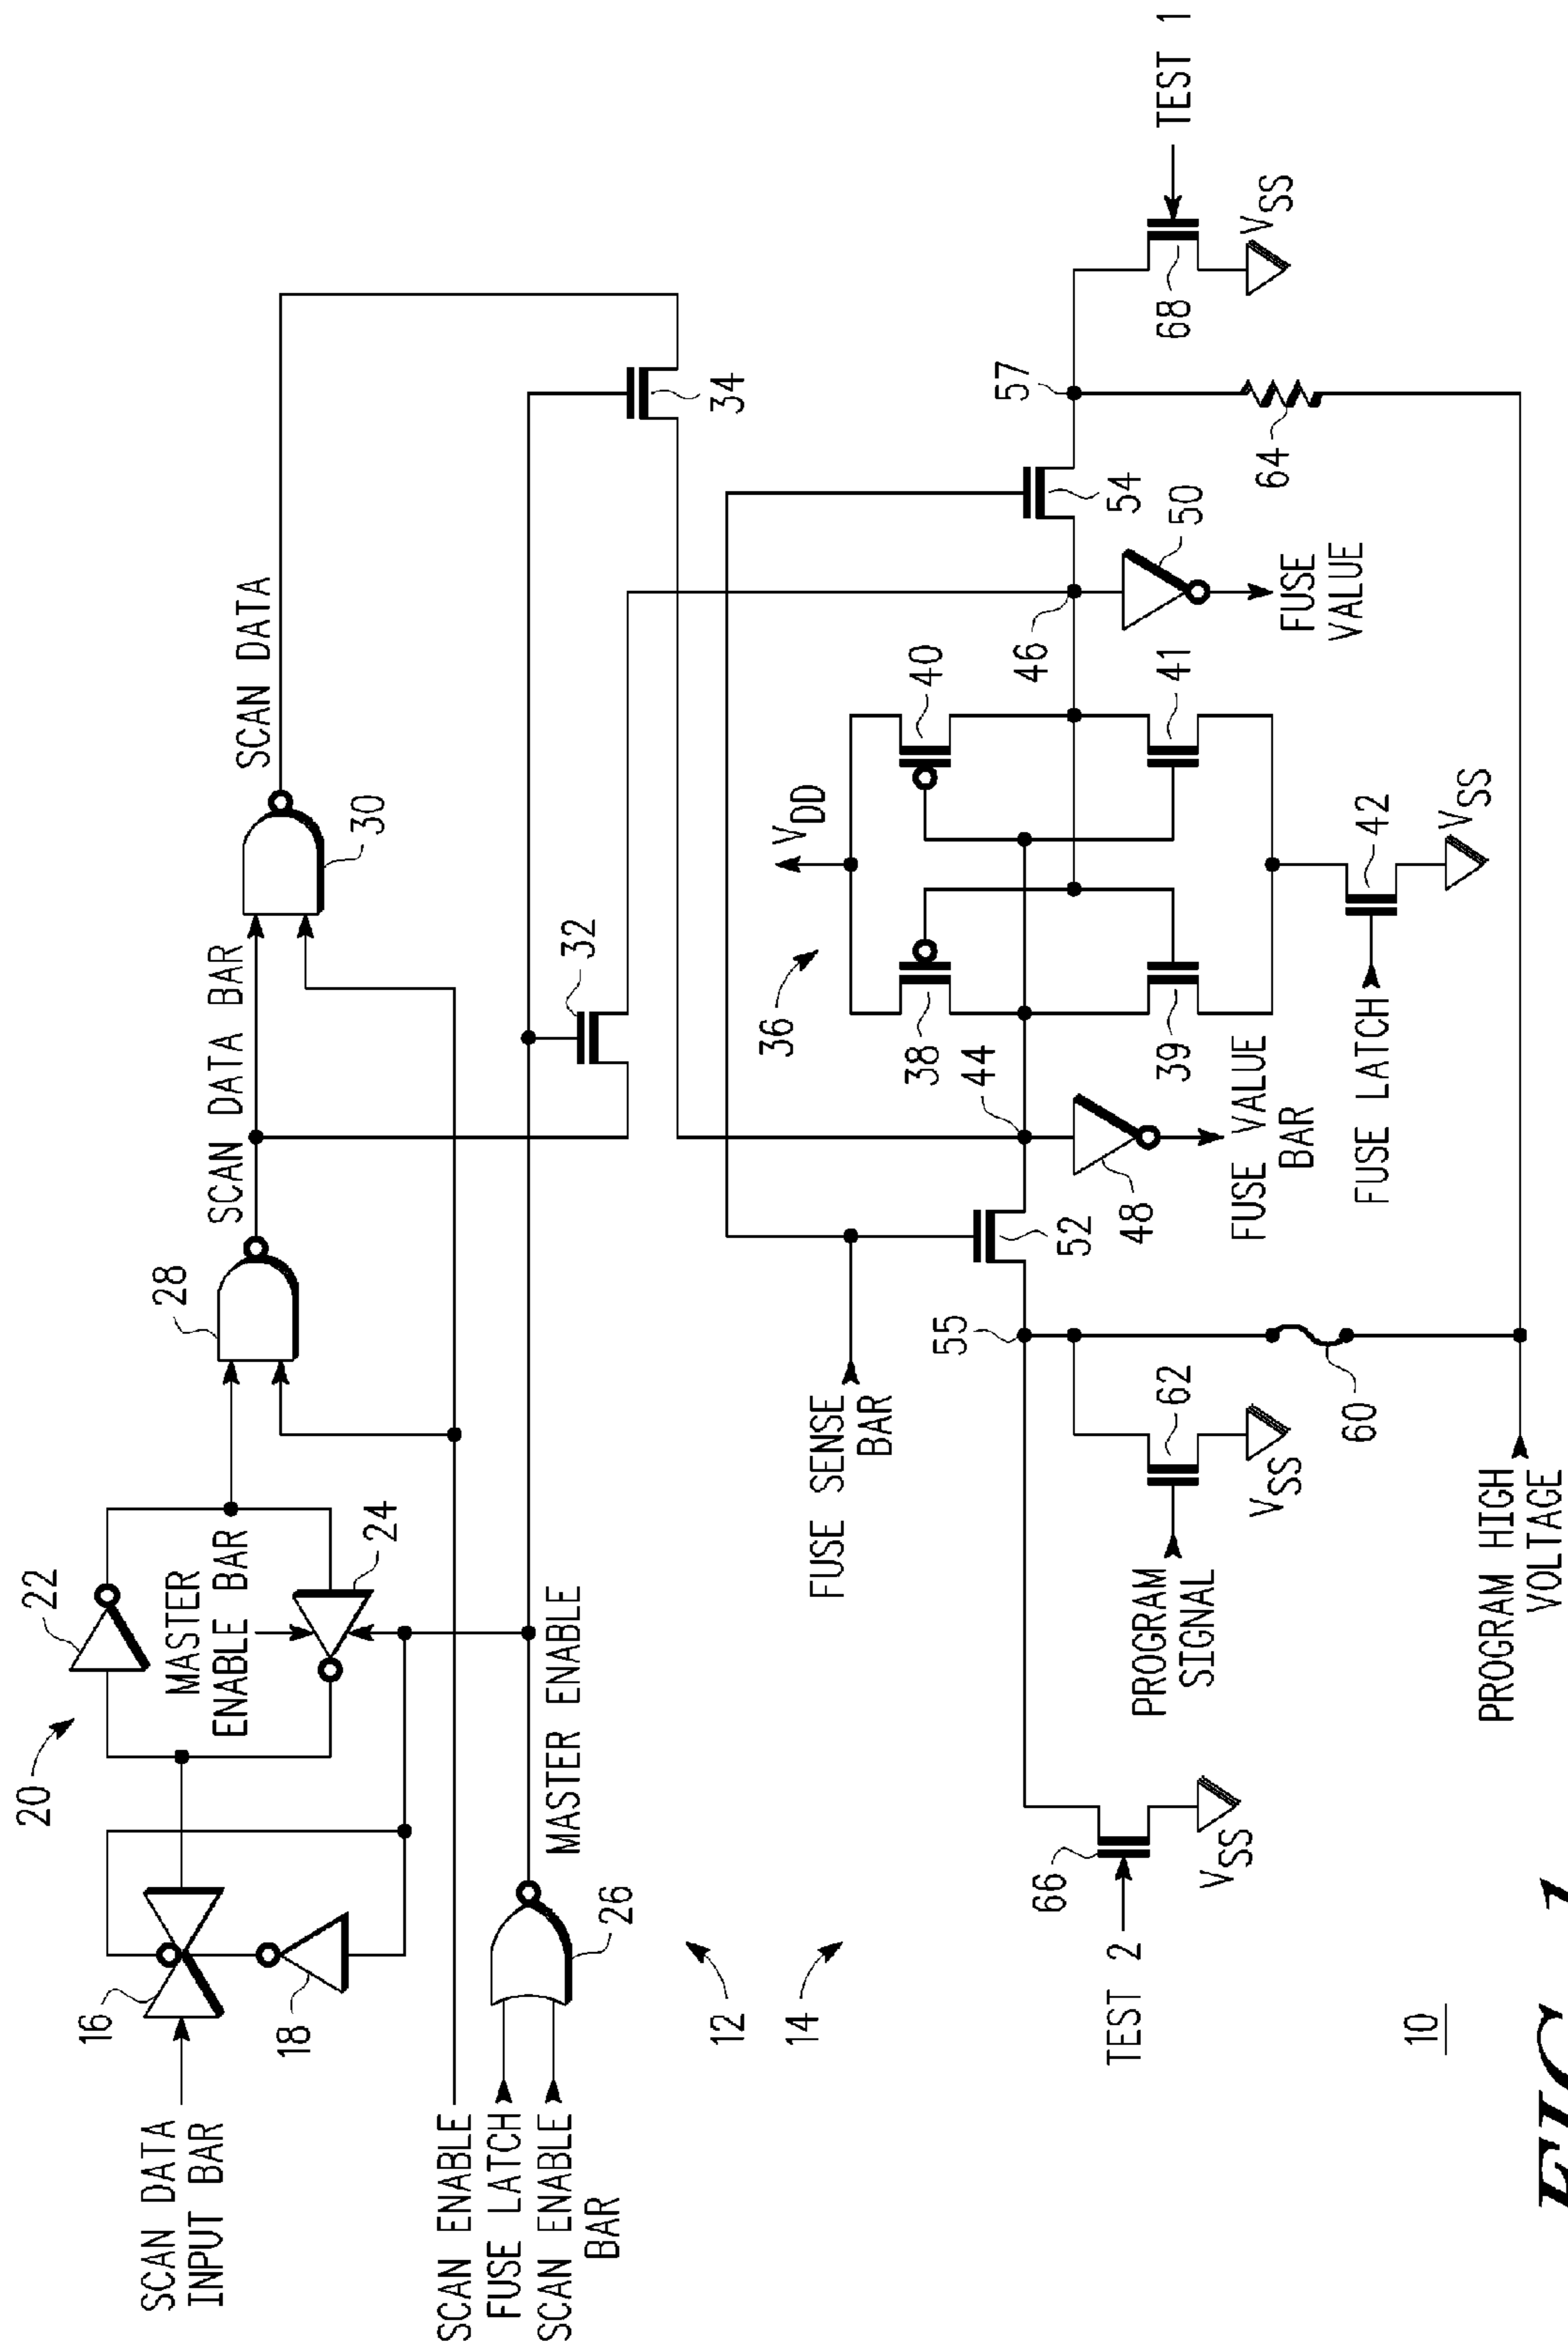 SCAN DATA
INPUT BAR
16
18
20
22
MASTER
ENABLE BAR
24
28
SCAN DATA BAR
30
SCAN DATA
SCAN ENABLE
FUSE LATCH
SCAN ENABLE
BAR
26
MASTER ENABLE
32
34
12
14
FUSE SENSE
BAR
36
VDD
38
40
39
41
44
46
52
54
55
57
48
50
FUSE VALUE
BAR
FUSE
VALUE
FUSE LATCH
42
VSS
TEST 2
66
VSS
PROGRAM
SIGNAL
62
VSS
60
64
68
TEST 1
VSS
PROGRAM HIGH
VOLTAGE
10
FIG. 1